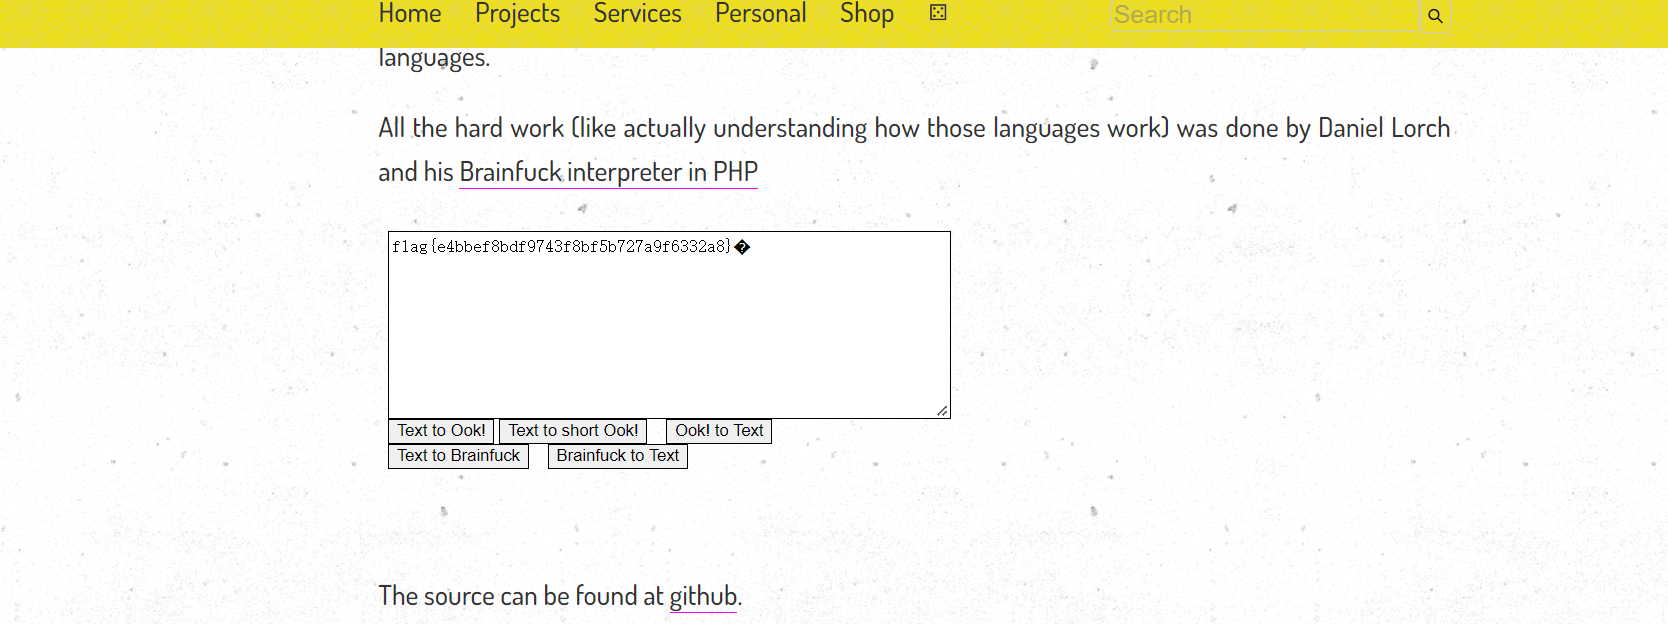 Home Projects Services Personal Shop Search
languages.
All the hard work (like actually understanding how those languages work) was done by Daniel Lorch
and his Brainfuck interpreter in PHP
flag{e4bbef8bdf9743f8bf5b727a9f6332a8}�
Text to Ook! Text to short Ook! Ook! to Text
Text to Brainfuck Brainfuck to Text
The source can be found at github.